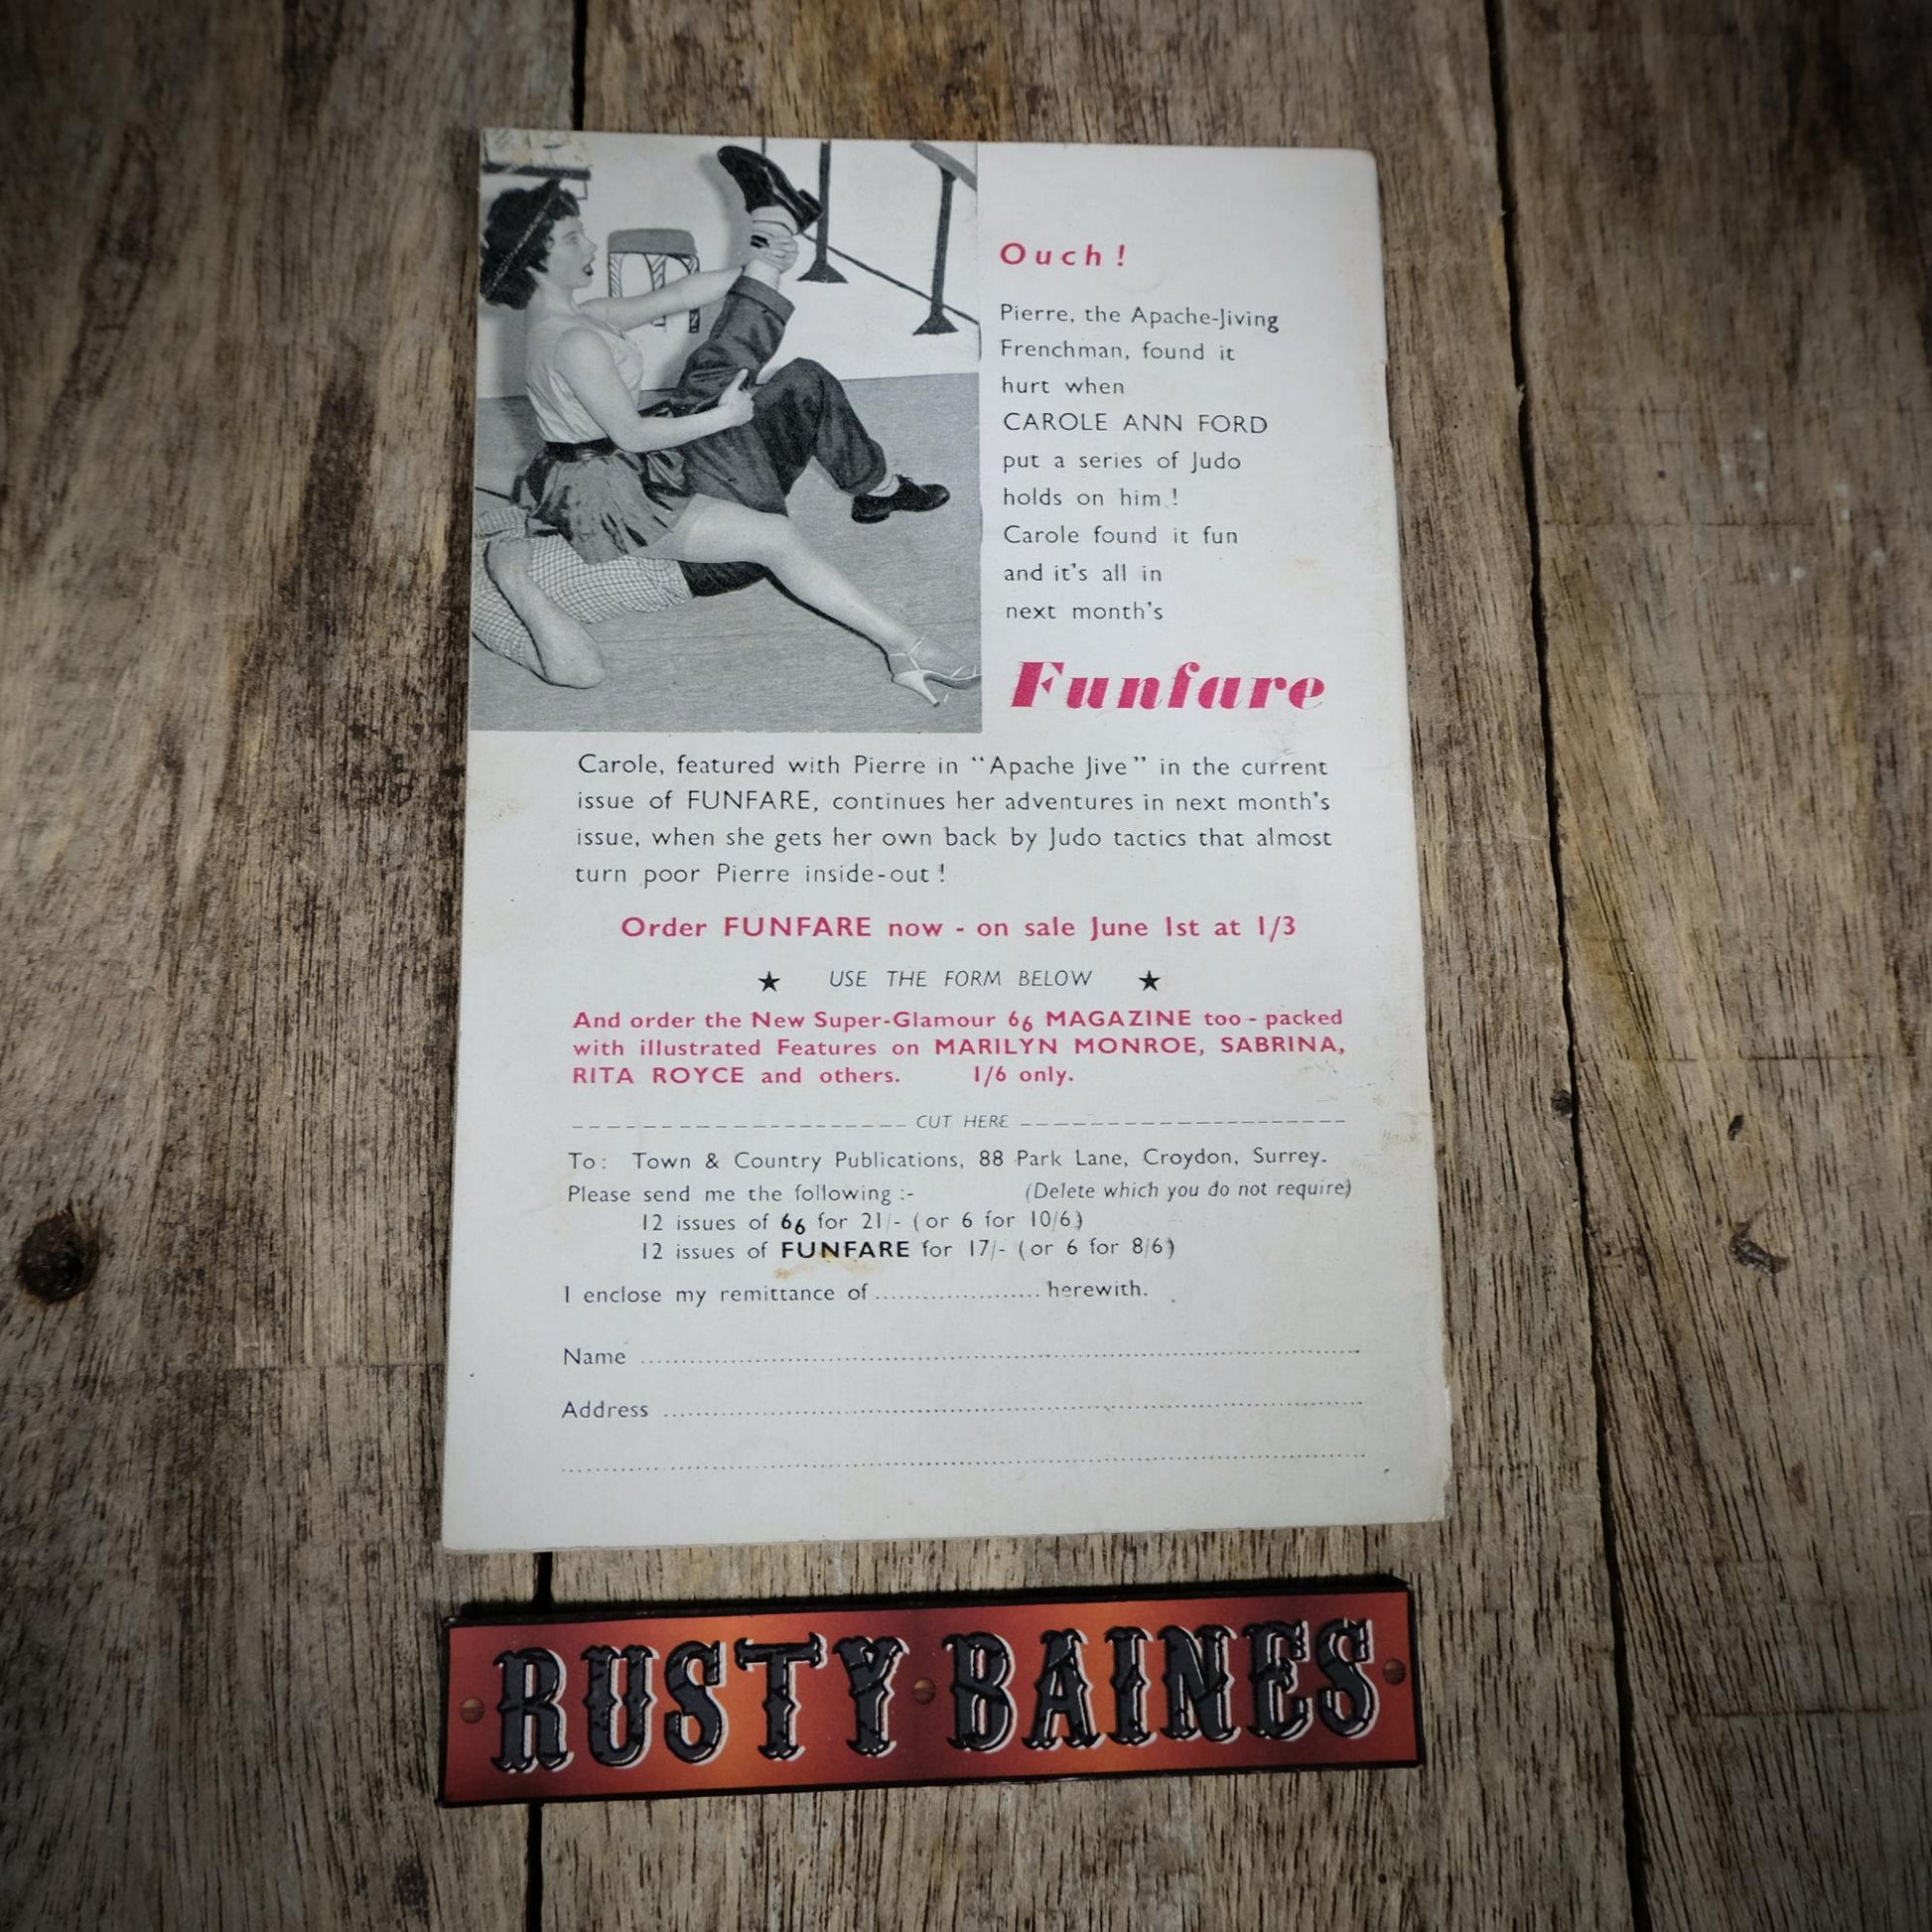 Ouch !
Pierre, the Apache-Jiving
Frenchman, found it
hurt when
CAROLE ANN FORD
put a series of Judo
holds on him !
Carole found it fun
and it's all in
next month's
Funfare
Carole, featured with Pierre in "Apache Jive" in the current
issue of FUNFARE, continues her adventures in next month's
issue, when she gets her own back by Judo tactics that almost
turn poor Pierre inside-out !
Order FUNFARE now - on sale June 1st at 1/3
★ USE THE FORM BELOW ★
And order the New Super-Glamour 66 MAGAZINE too - packed
with illustrated Features on MARILYN MONROE, SABRINA,
RITA ROYCE and others. 1/6 only.
CUT HERE
To: Town & Country Publications, 88 Park Lane, Croydon, Surrey.
Please send me the following :- (Delete which you do not require)
12 issues of 66 for 21/- (or 6 for 10/6)
12 issues of FUNFARE for 17/- (or 6 for 8/6)
I enclose my remittance of ..................... herewith.
Name
Address
RUSTY BAINES